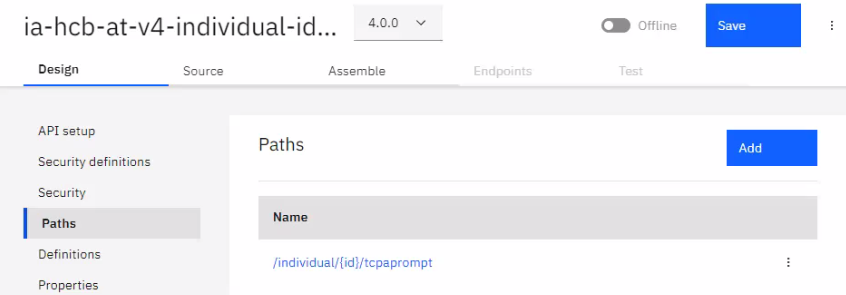 ia-hcb-at-v4-individual-id... 4.0.0 Offline Save
Design Source Assemble Endpoints Test
API setup
Security definitions
Security
Paths
Definitions
Properties
Paths Add
Name
/individual/{id}/tcpaprompt